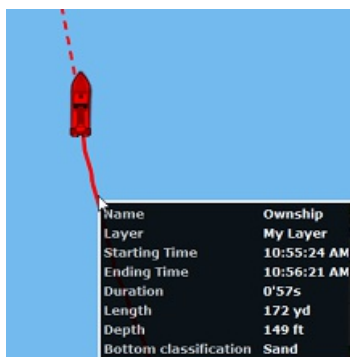 Name Ownship
Layer My Layer
Starting Time 10:55:24 AM
Ending Time 10:56:21 AM
Duration 0'57s
Length 172 yd
Depth 149 ft
Bottom classification Sand